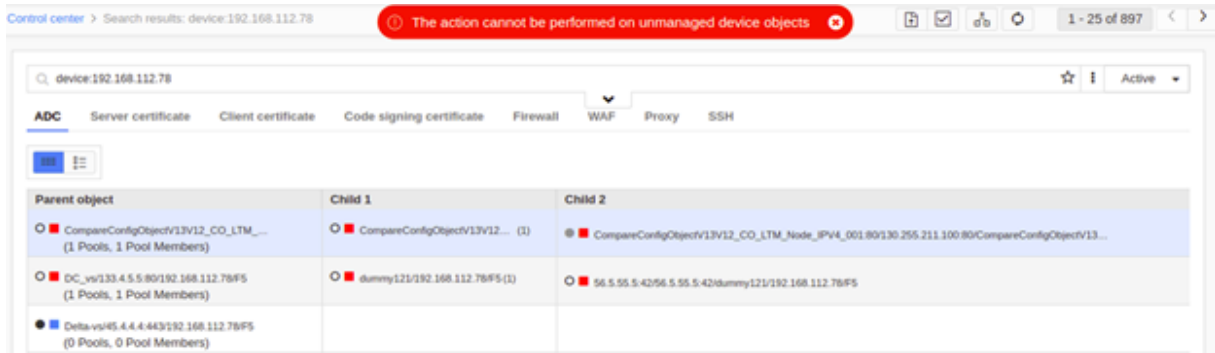 Control center > Search results: device:192.168.112.78
The action cannot be performed on unmanaged device objects
1 - 25 of 897
device:192.168.112.78
Active
ADC Server certificate Client certificate Code signing certificate Firewall WAF Proxy SSH
Parent object Child 1 Child 2
CompareConfigObjectV13V12_CO_LTM_... CompareConfigObjectV13V12... (1) CompareConfigObjectV13V12_CO_LTM_Node_IPV4_001:80/130.255.211.100:80/CompareConfigObjectV13...
(1 Pools, 1 Pool Members)
DC_vs/133.4.5.5:80/192.168.112.78/F5 dummy121/192.168.112.78/F5 (1) 56.5.55.5:42/56.5.55.5:42/dummy121/192.168.112.78/F5
(1 Pools, 1 Pool Members)
Delta-vs/45.4.4.4:443/192.168.112.78/F5
(0 Pools, 0 Pool Members)